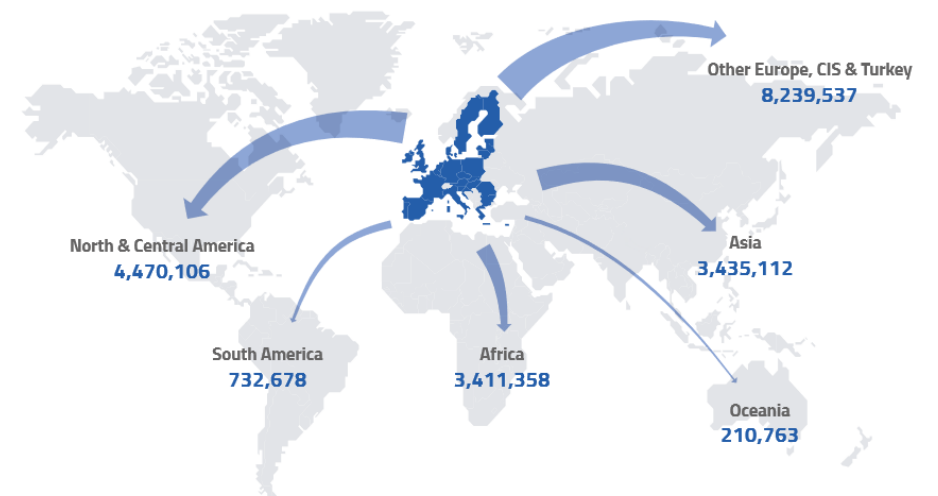 Other Europe, CIS & Turkey
8,239,537
North & Central America
4,470,106
Asia
3,435,112
South America
732,678
Africa
3,411,358
Oceania
210,763